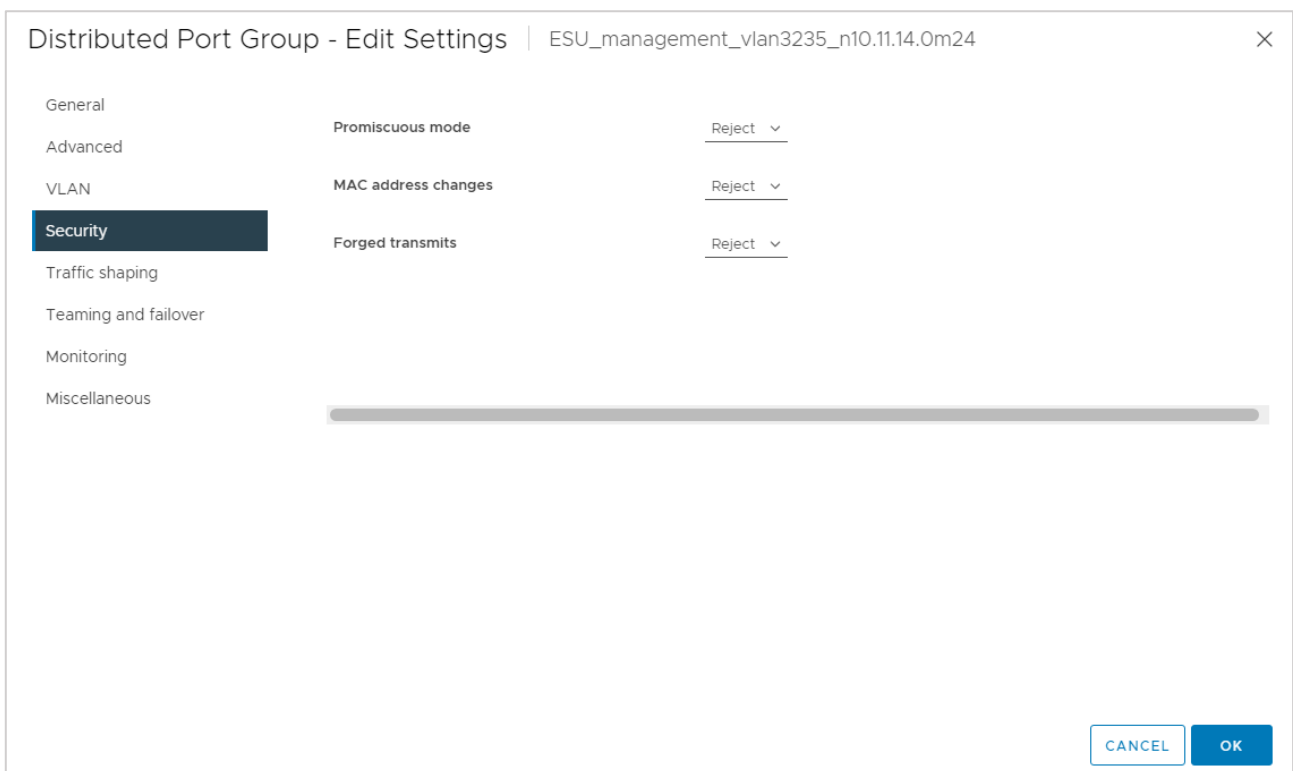 Distributed Port Group - Edit Settings ESU_management_vlan3235_n10.11.14.0m24
General
Advanced
VLAN
Security
Traffic shaping
Teaming and failover
Monitoring
Miscellaneous
Promiscuous mode Reject
MAC address changes Reject
Forged transmits Reject
CANCEL OK